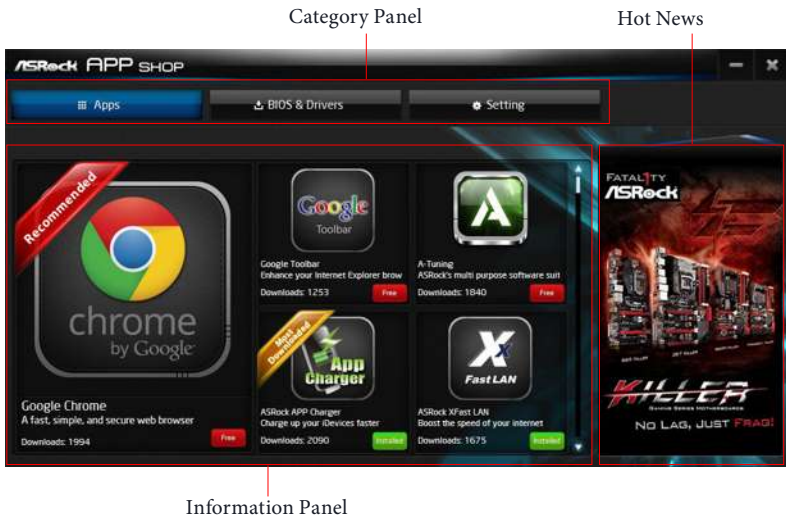 Category Panel
Hot News
ASRock APP SHOP
Apps
BIOS & Drivers
Setting
Recommended
chrome
by Google
Google Chrome
A fast, simple, and secure web browser
Downloads: 1994
Free
Google
Toolbar
Google Toolbar
Enhance your Internet Explorer brow
Downloads: 1253
Free
A
A-Tuning
ASRock's multi purpose software suit
Downloads: 1840
Free
Most
Downloaded
App
Charger
ASRock APP Charger
Charge up your iDevices faster
Downloads: 2090
Installed
X
Fast LAN
ASRock XFast LAN
Boost the speed of your internet
Downloads: 1675
Installed
FATAL1TY
ASRock
KILLER
GAMING SERIES MOTHERBOARDS
NO LAG, JUST FRAG!
Information Panel